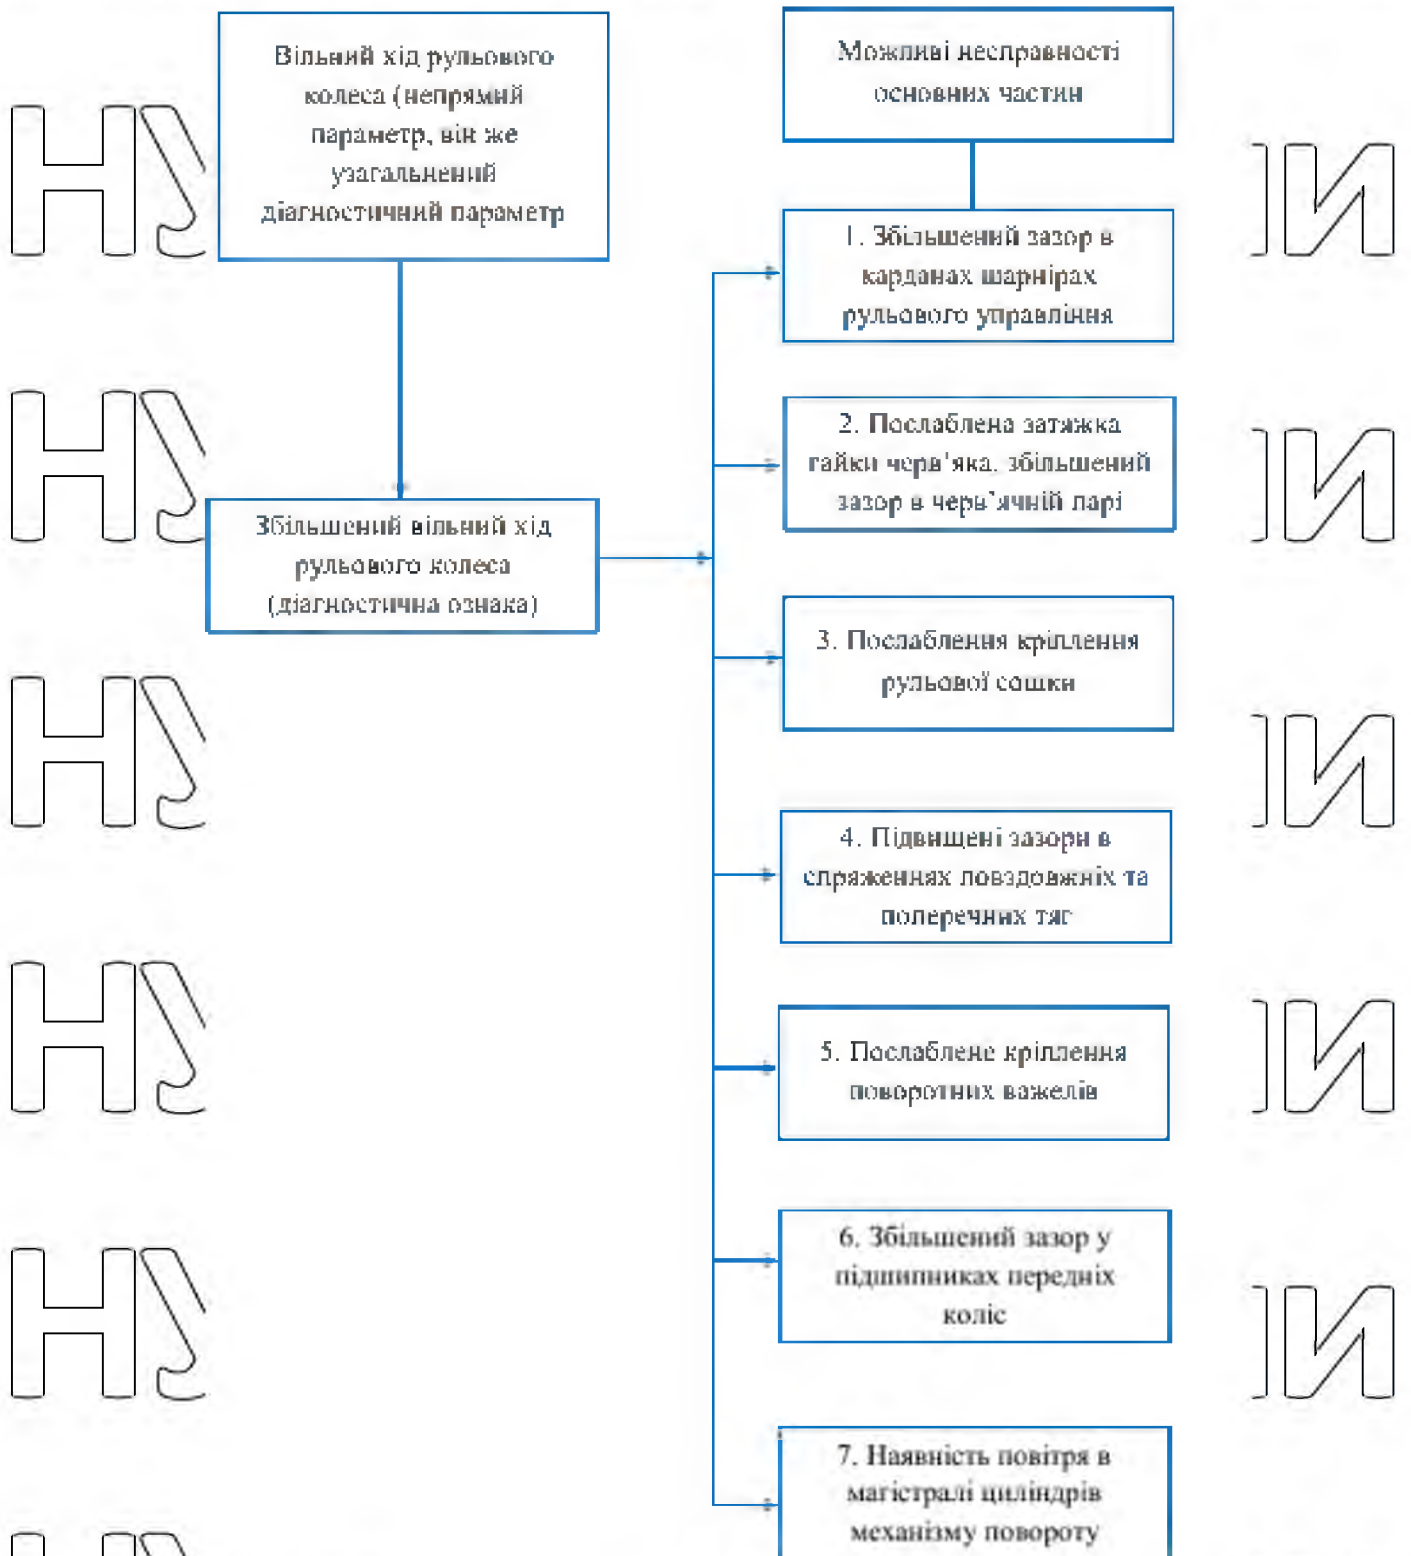 Вільний хід рульового
колеса (непрямий
параметр, він же
узагальнений
діагностичний параметр
Збільшений вільний хід
рульового колеса
(діагностична ознака)
Можливі несправності
основних частин
1. Збільшений зазор в
карданах шарнірах
рульового управління
2. Послаблена затяжка
гайки черв'яка. збільшений
зазор в черв'ячній парі
3. Послаблення кріплення
рульової сошки
4. Підвищені зазори в
спряженнях повздовжніх та
поперечних тяг
5. Послаблене кріплення
поворотних важелів
6. Збільшений зазор у
підшипниках передніх
коліс
7. Наявність повітря в
магістралі циліндрів
механізму повороту